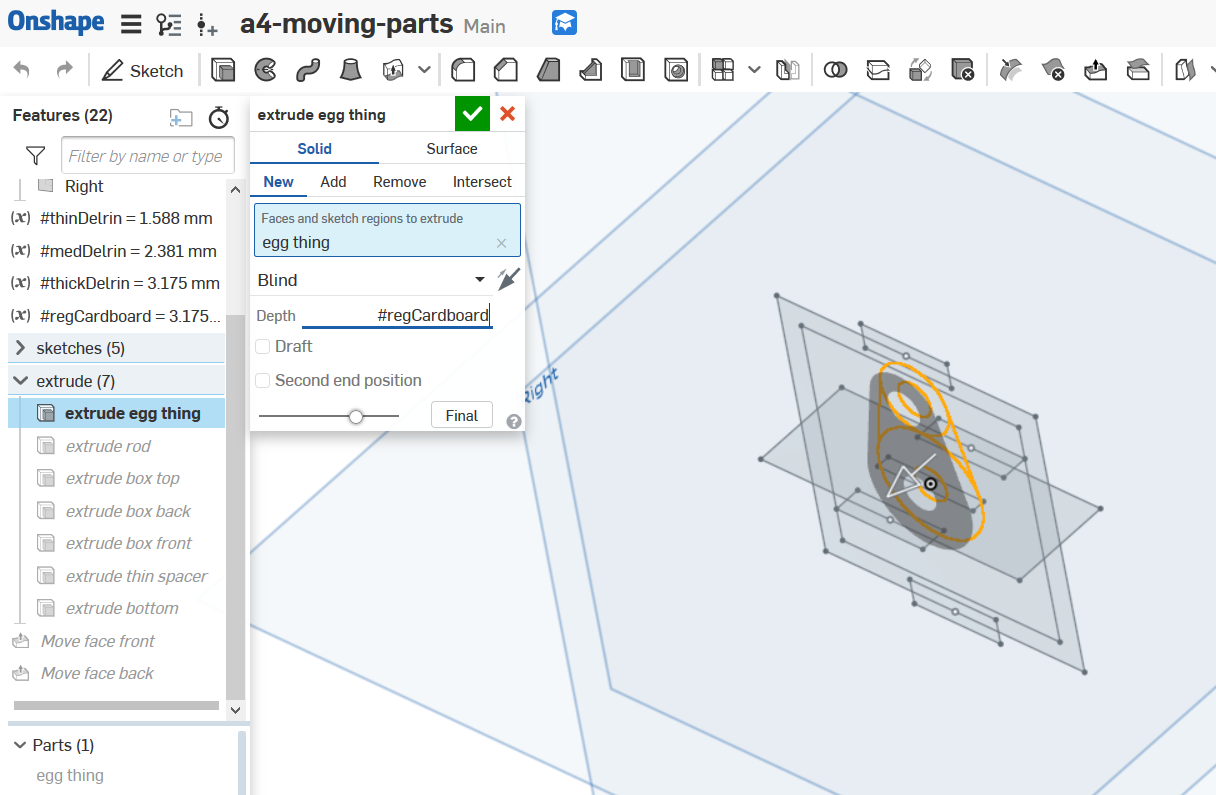 Onshape a4-moving-parts Main
Sketch
Features (22)
Filter by name or type
Right
(x) #thinDelrin = 1.588 mm
(x) #medDelrin = 2.381 mm
(x) #thickDelrin = 3.175 mm
(x) #regCardboard = 3.175...
sketches (5)
extrude (7)
extrude egg thing
extrude rod
extrude box top
extrude box back
extrude box front
extrude thin spacer
extrude bottom
Move face front
Move face back
Parts (1)
egg thing
extrude egg thing
Solid Surface
New Add Remove Intersect
Faces and sketch regions to extrude
egg thing
Blind
Depth #regCardboard
Draft
Second end position
Final
Right